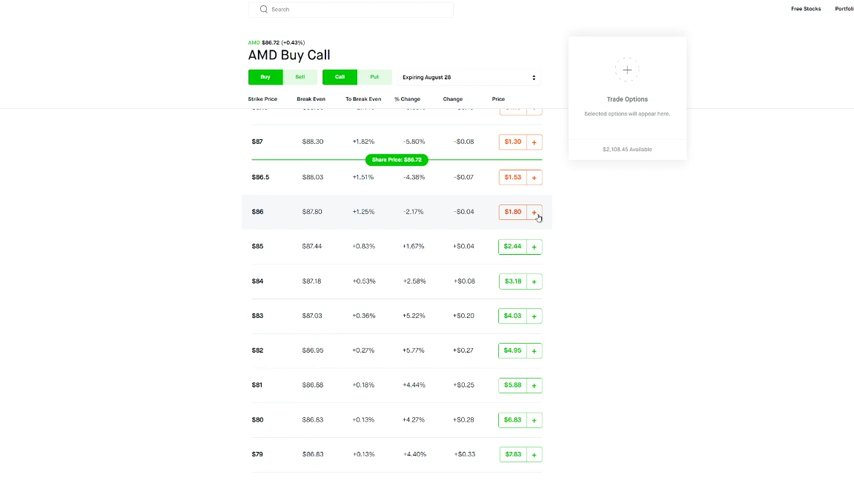 Search
Free Stocks
Portfol
AMD $86.72 (+0.43%)
AMD Buy Call
Buy Sell Call Put Expiring August 28
Strike Price Break Even To Break Even % Change Change Price
$87 $88.30 +1.82% -5.80% -$0.08 $1.30 +
Share Price: $86.72
$86.5 $88.03 +1.51% -4.38% -$0.07 $1.53 +
$86 $87.80 +1.25% -2.17% -$0.04 $1.80 +
$85 $87.44 +0.83% +1.67% +$0.04 $2.44 +
$84 $87.18 +0.53% +2.58% +$0.08 $3.18 +
$83 $87.03 +0.36% +5.22% +$0.20 $4.03 +
$82 $86.95 +0.27% +5.77% +$0.27 $4.95 +
$81 $86.88 +0.18% +4.44% +$0.25 $5.88 +
$80 $86.83 +0.13% +4.27% +$0.28 $6.83 +
$79 $86.83 +0.13% +4.40% +$0.33 $7.83 +
+
Trade Options
Selected options will appear here.
$2,108.45 Available